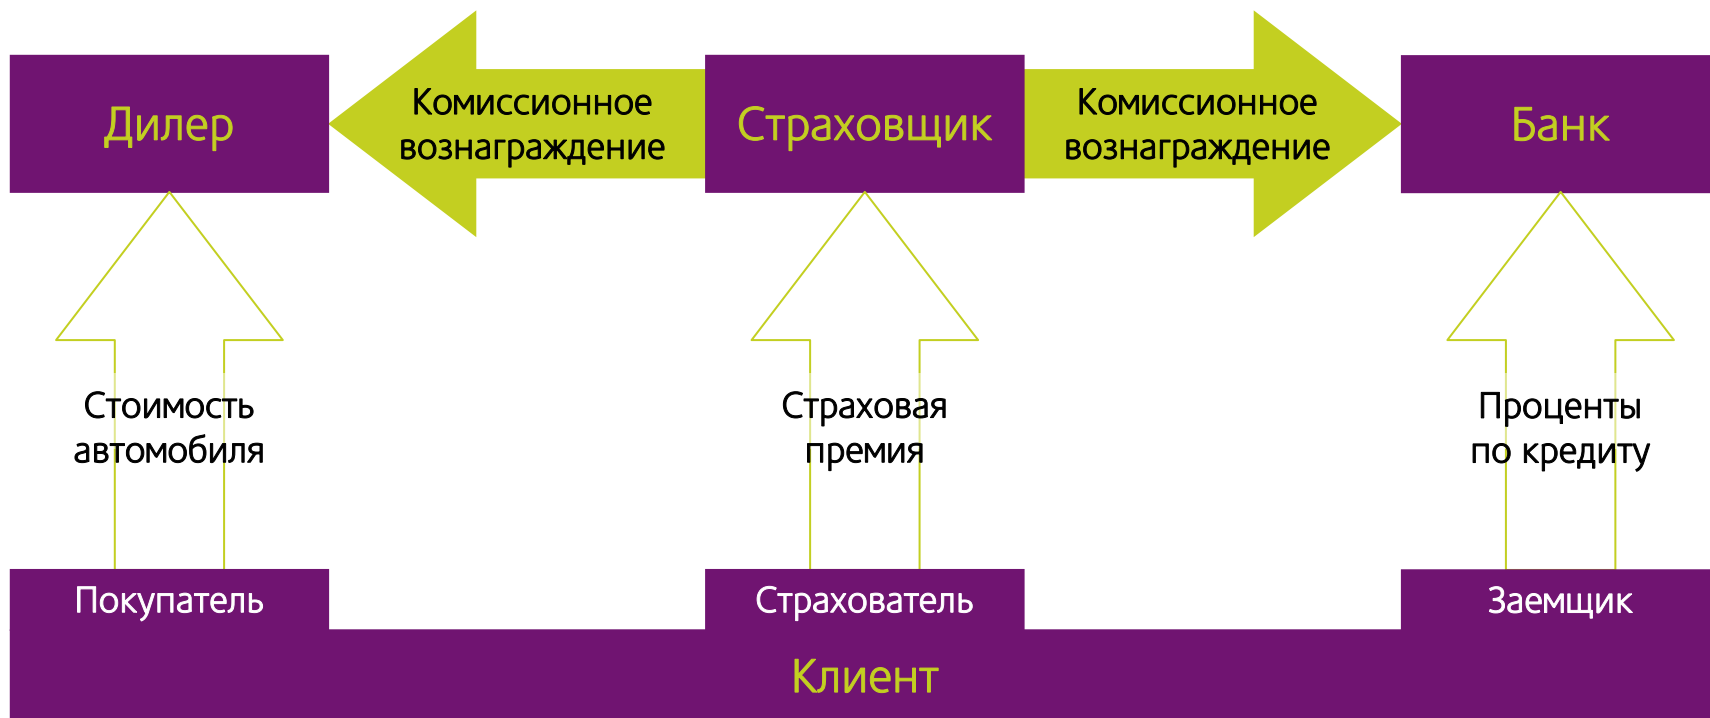 Дилер
Комиссионное
вознаграждение
Страховщик
Комиссионное
вознаграждение
Банк
Стоимость
автомобиля
Страховая
премия
Проценты
по кредиту
Покупатель
Страхователь
Заемщик
Клиент